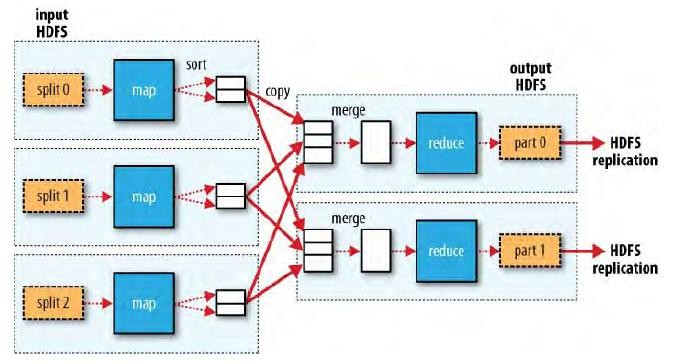 input
HDFS
sort
split 0
map
copy
output
HDFS
merge
reduce
part 0
HDFS
replication
split 1
map
merge
reduce
part 1
HDFS
replication
split 2
map